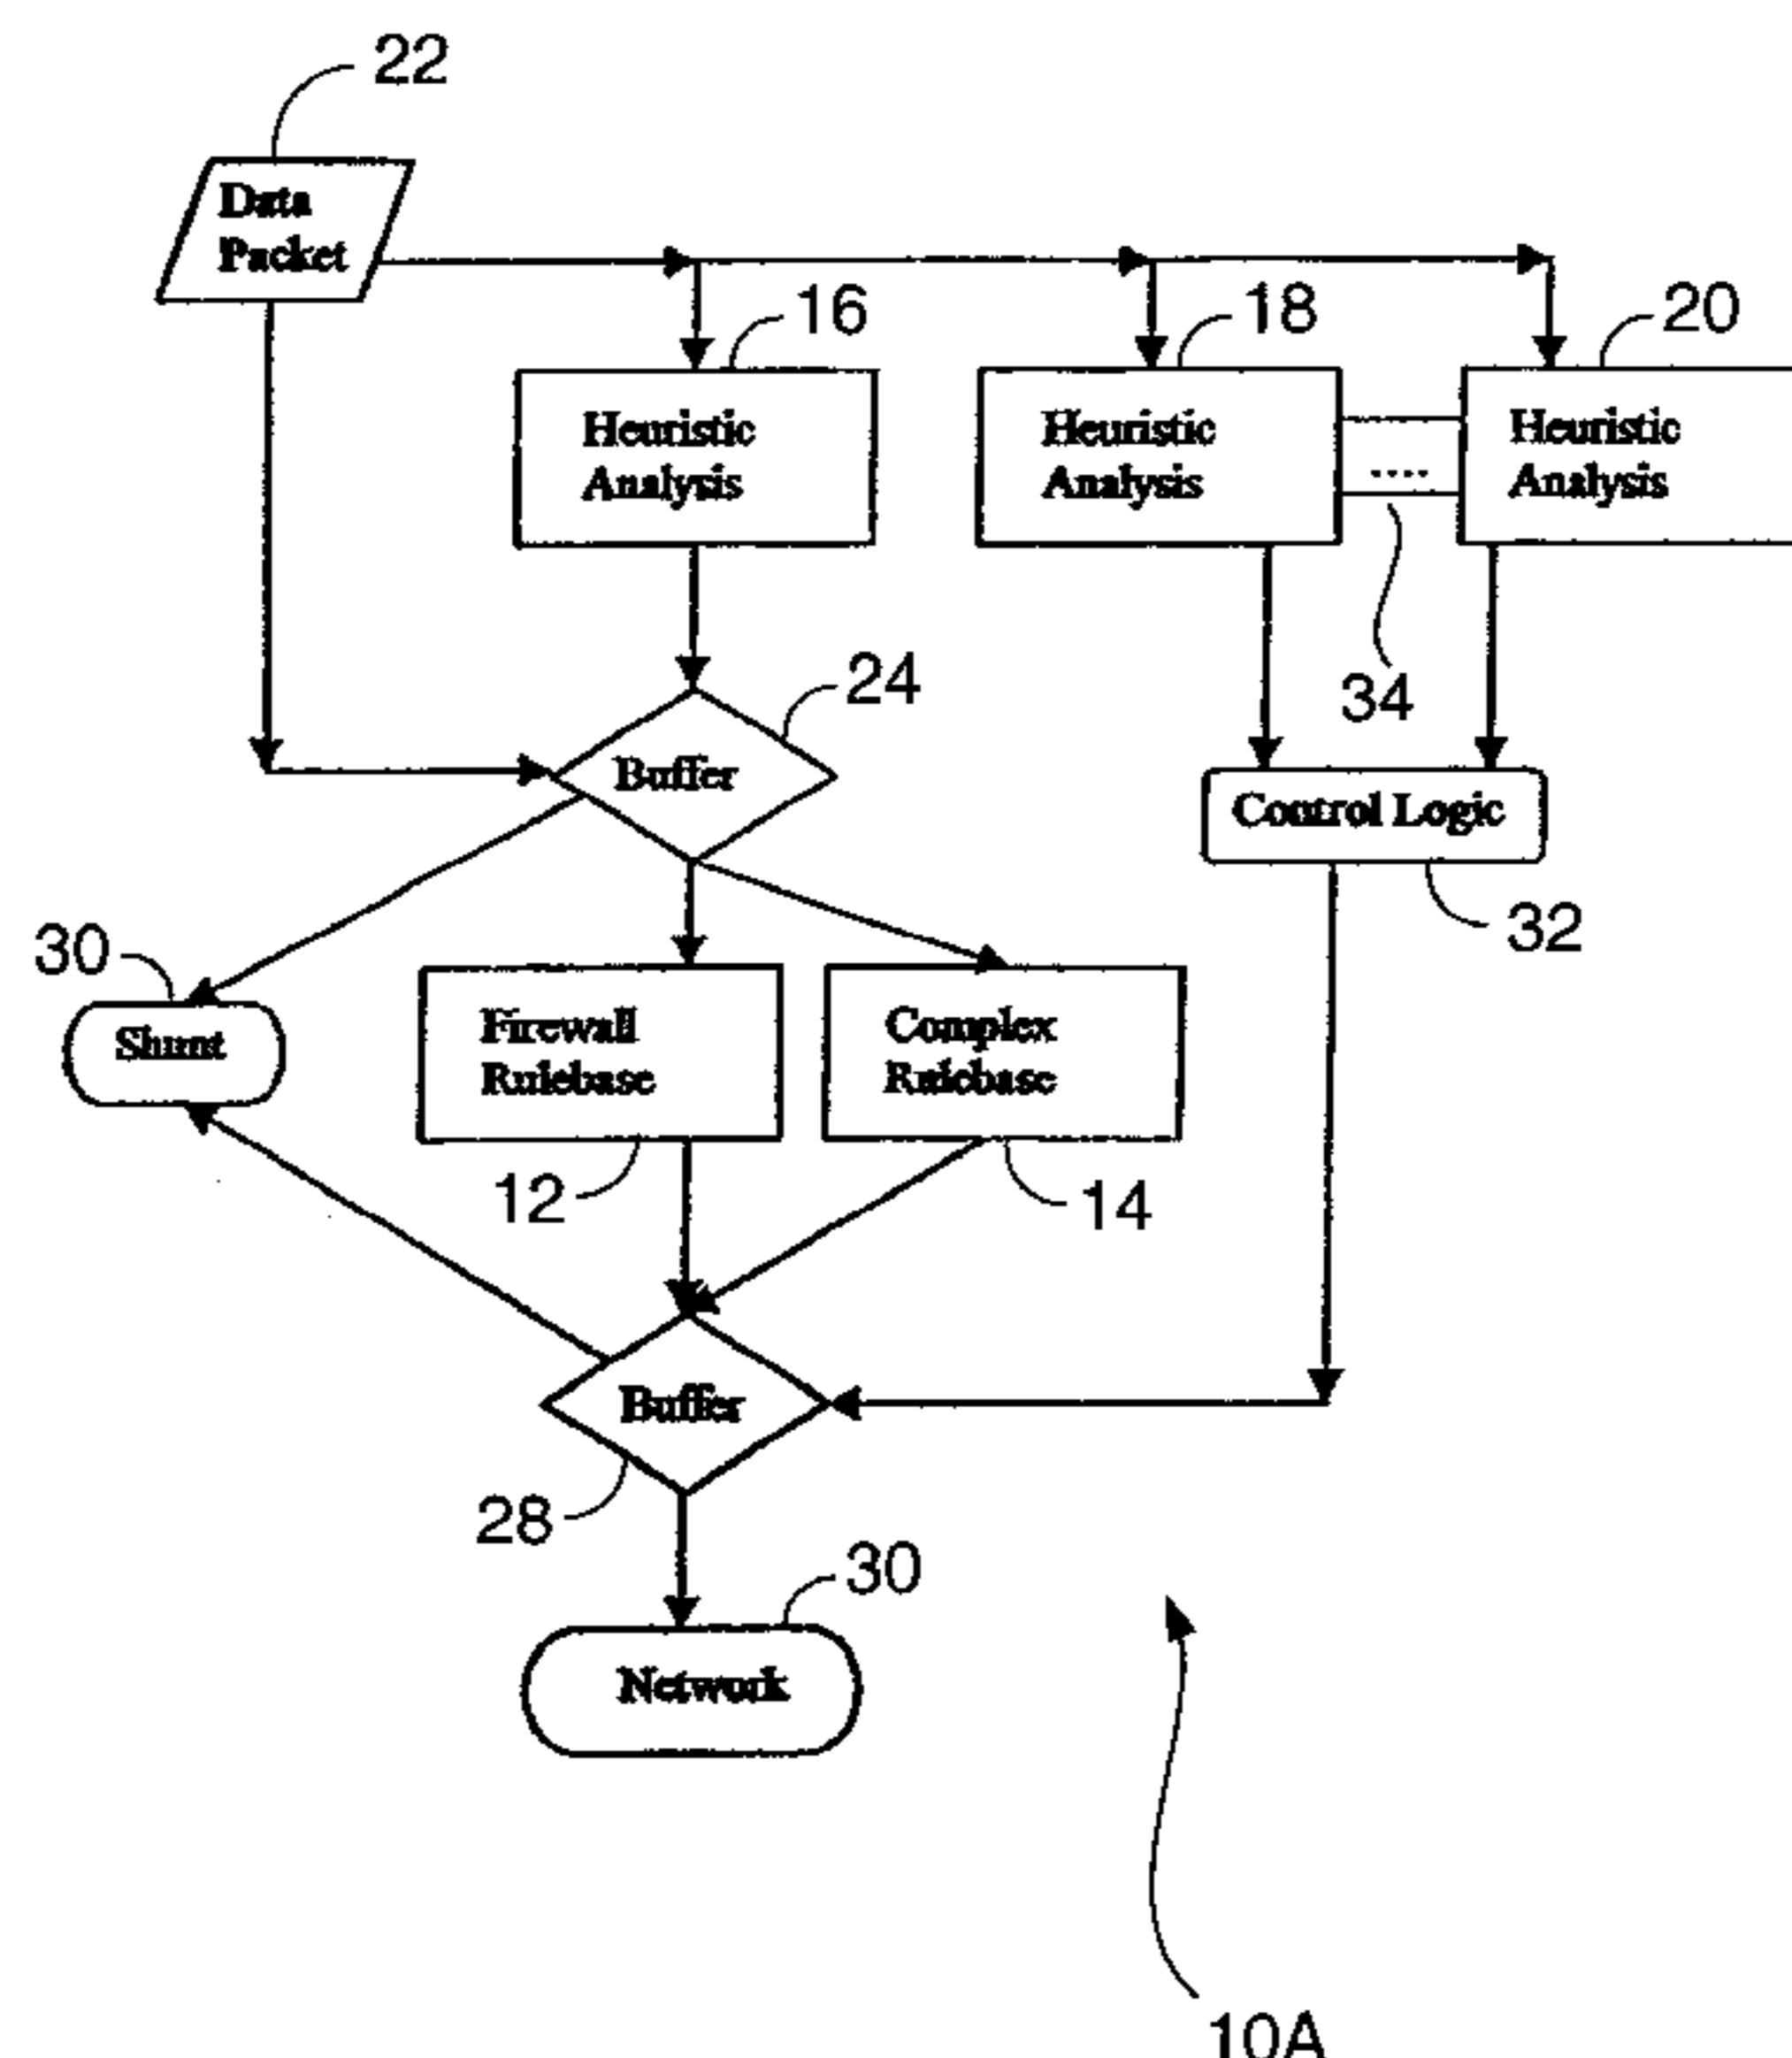 22
Data
Packet
16
18
20
Heuristic
Analysis
Heuristic
Analysis
....
Heuristic
Analysis
34
24
Buffer
Control Logic
32
30
Shunt
Firewall
Rulebase
Complex
Rulebase
12
14
Buffer
28
30
Network
10A